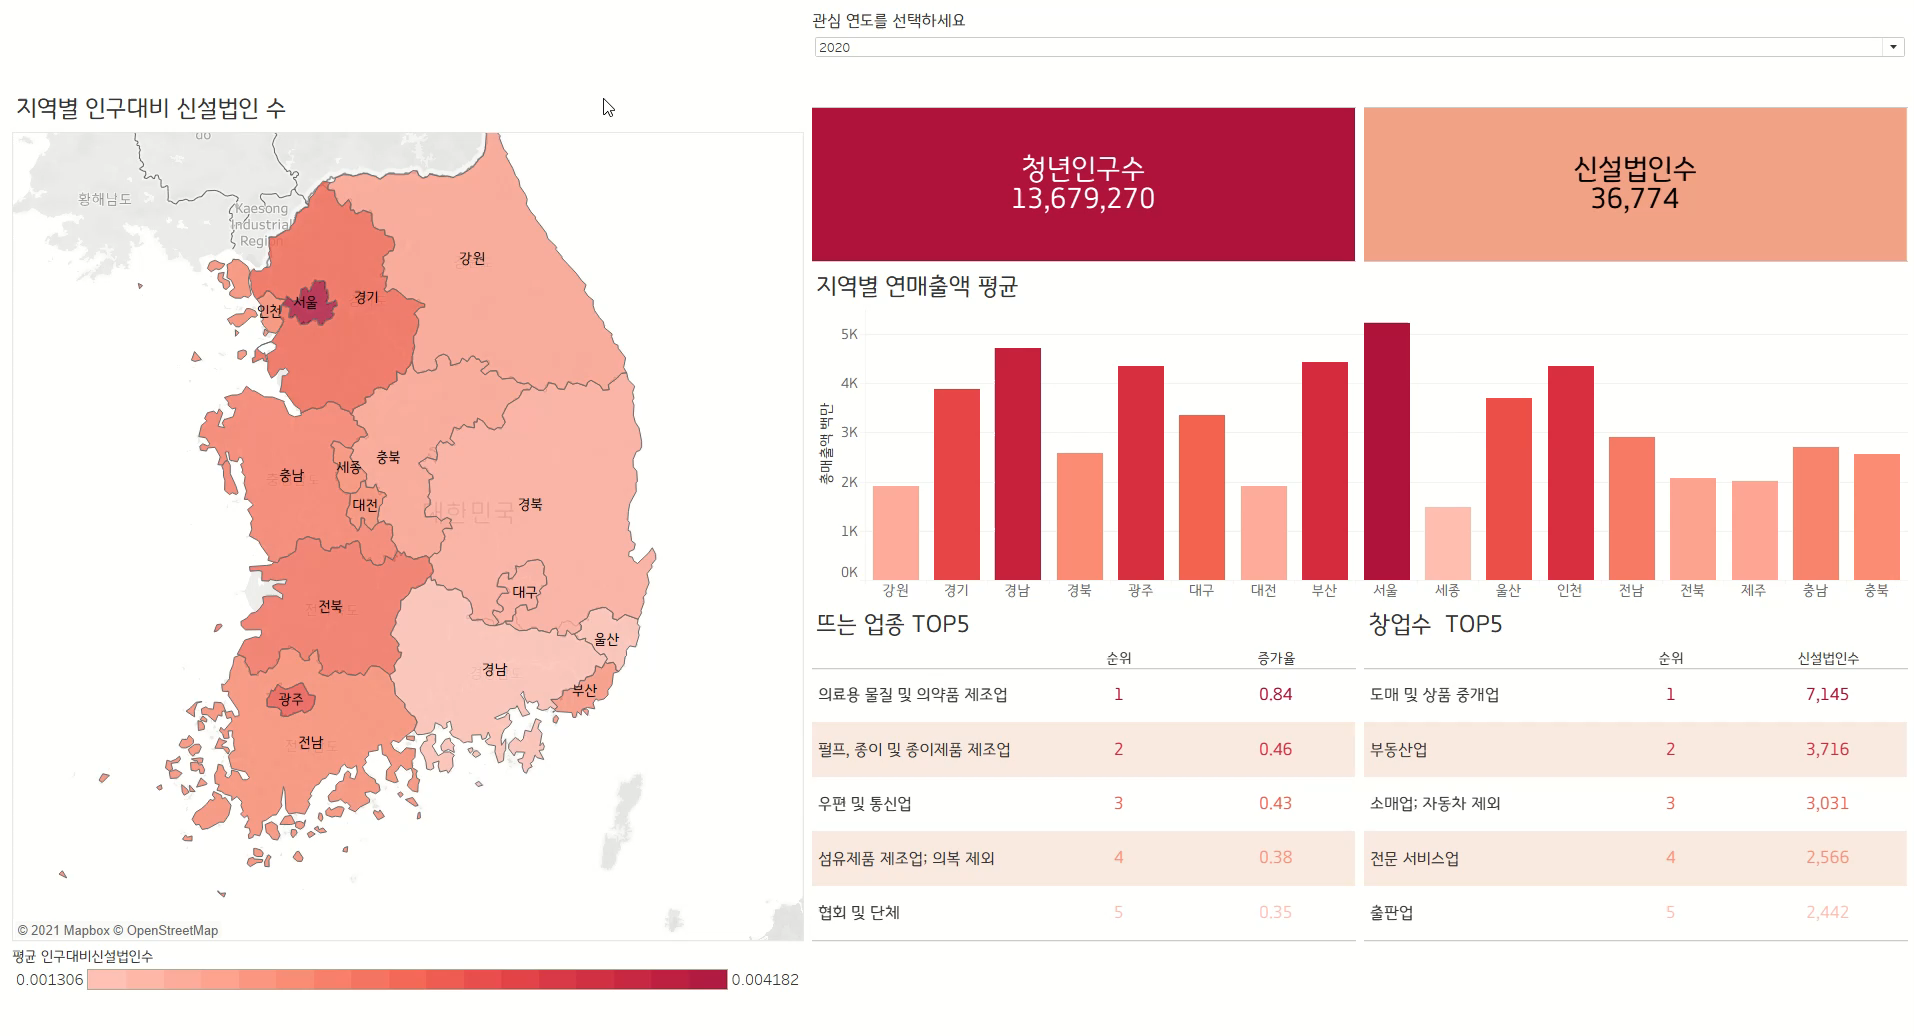 관심 연도를 선택하세요
2020
지역별 인구대비 신설법인 수
황해남도
Kaesong
Industrial
Region
강원
경기
서울
인천
충남
세종
충북
대전
경북
대한민국
대구
전북
울산
경남
부산
광주
전남
© 2021 Mapbox © OpenStreetMap
평균 인구대비신설법인수
0.001306 0.004182
청년인구수
13,679,270
신설법인수
36,774
지역별 연매출액 평균
총매출액 백만
5K
4K
3K
2K
1K
0K
강원 경기 경남 경북 광주 대구 대전 부산 서울 세종 울산 인천 전남 전북 제주 충남 충북
뜨는 업종 TOP5
순위 증가율
의료용 물질 및 의약품 제조업 1 0.84
펄프, 종이 및 종이제품 제조업 2 0.46
우편 및 통신업 3 0.43
섬유제품 제조업; 의복 제외 4 0.38
협회 및 단체 5 0.35
창업수 TOP5
순위 신설법인수
도매 및 상품 중개업 1 7,145
부동산업 2 3,716
소매업; 자동차 제외 3 3,031
전문 서비스업 4 2,566
출판업 5 2,442